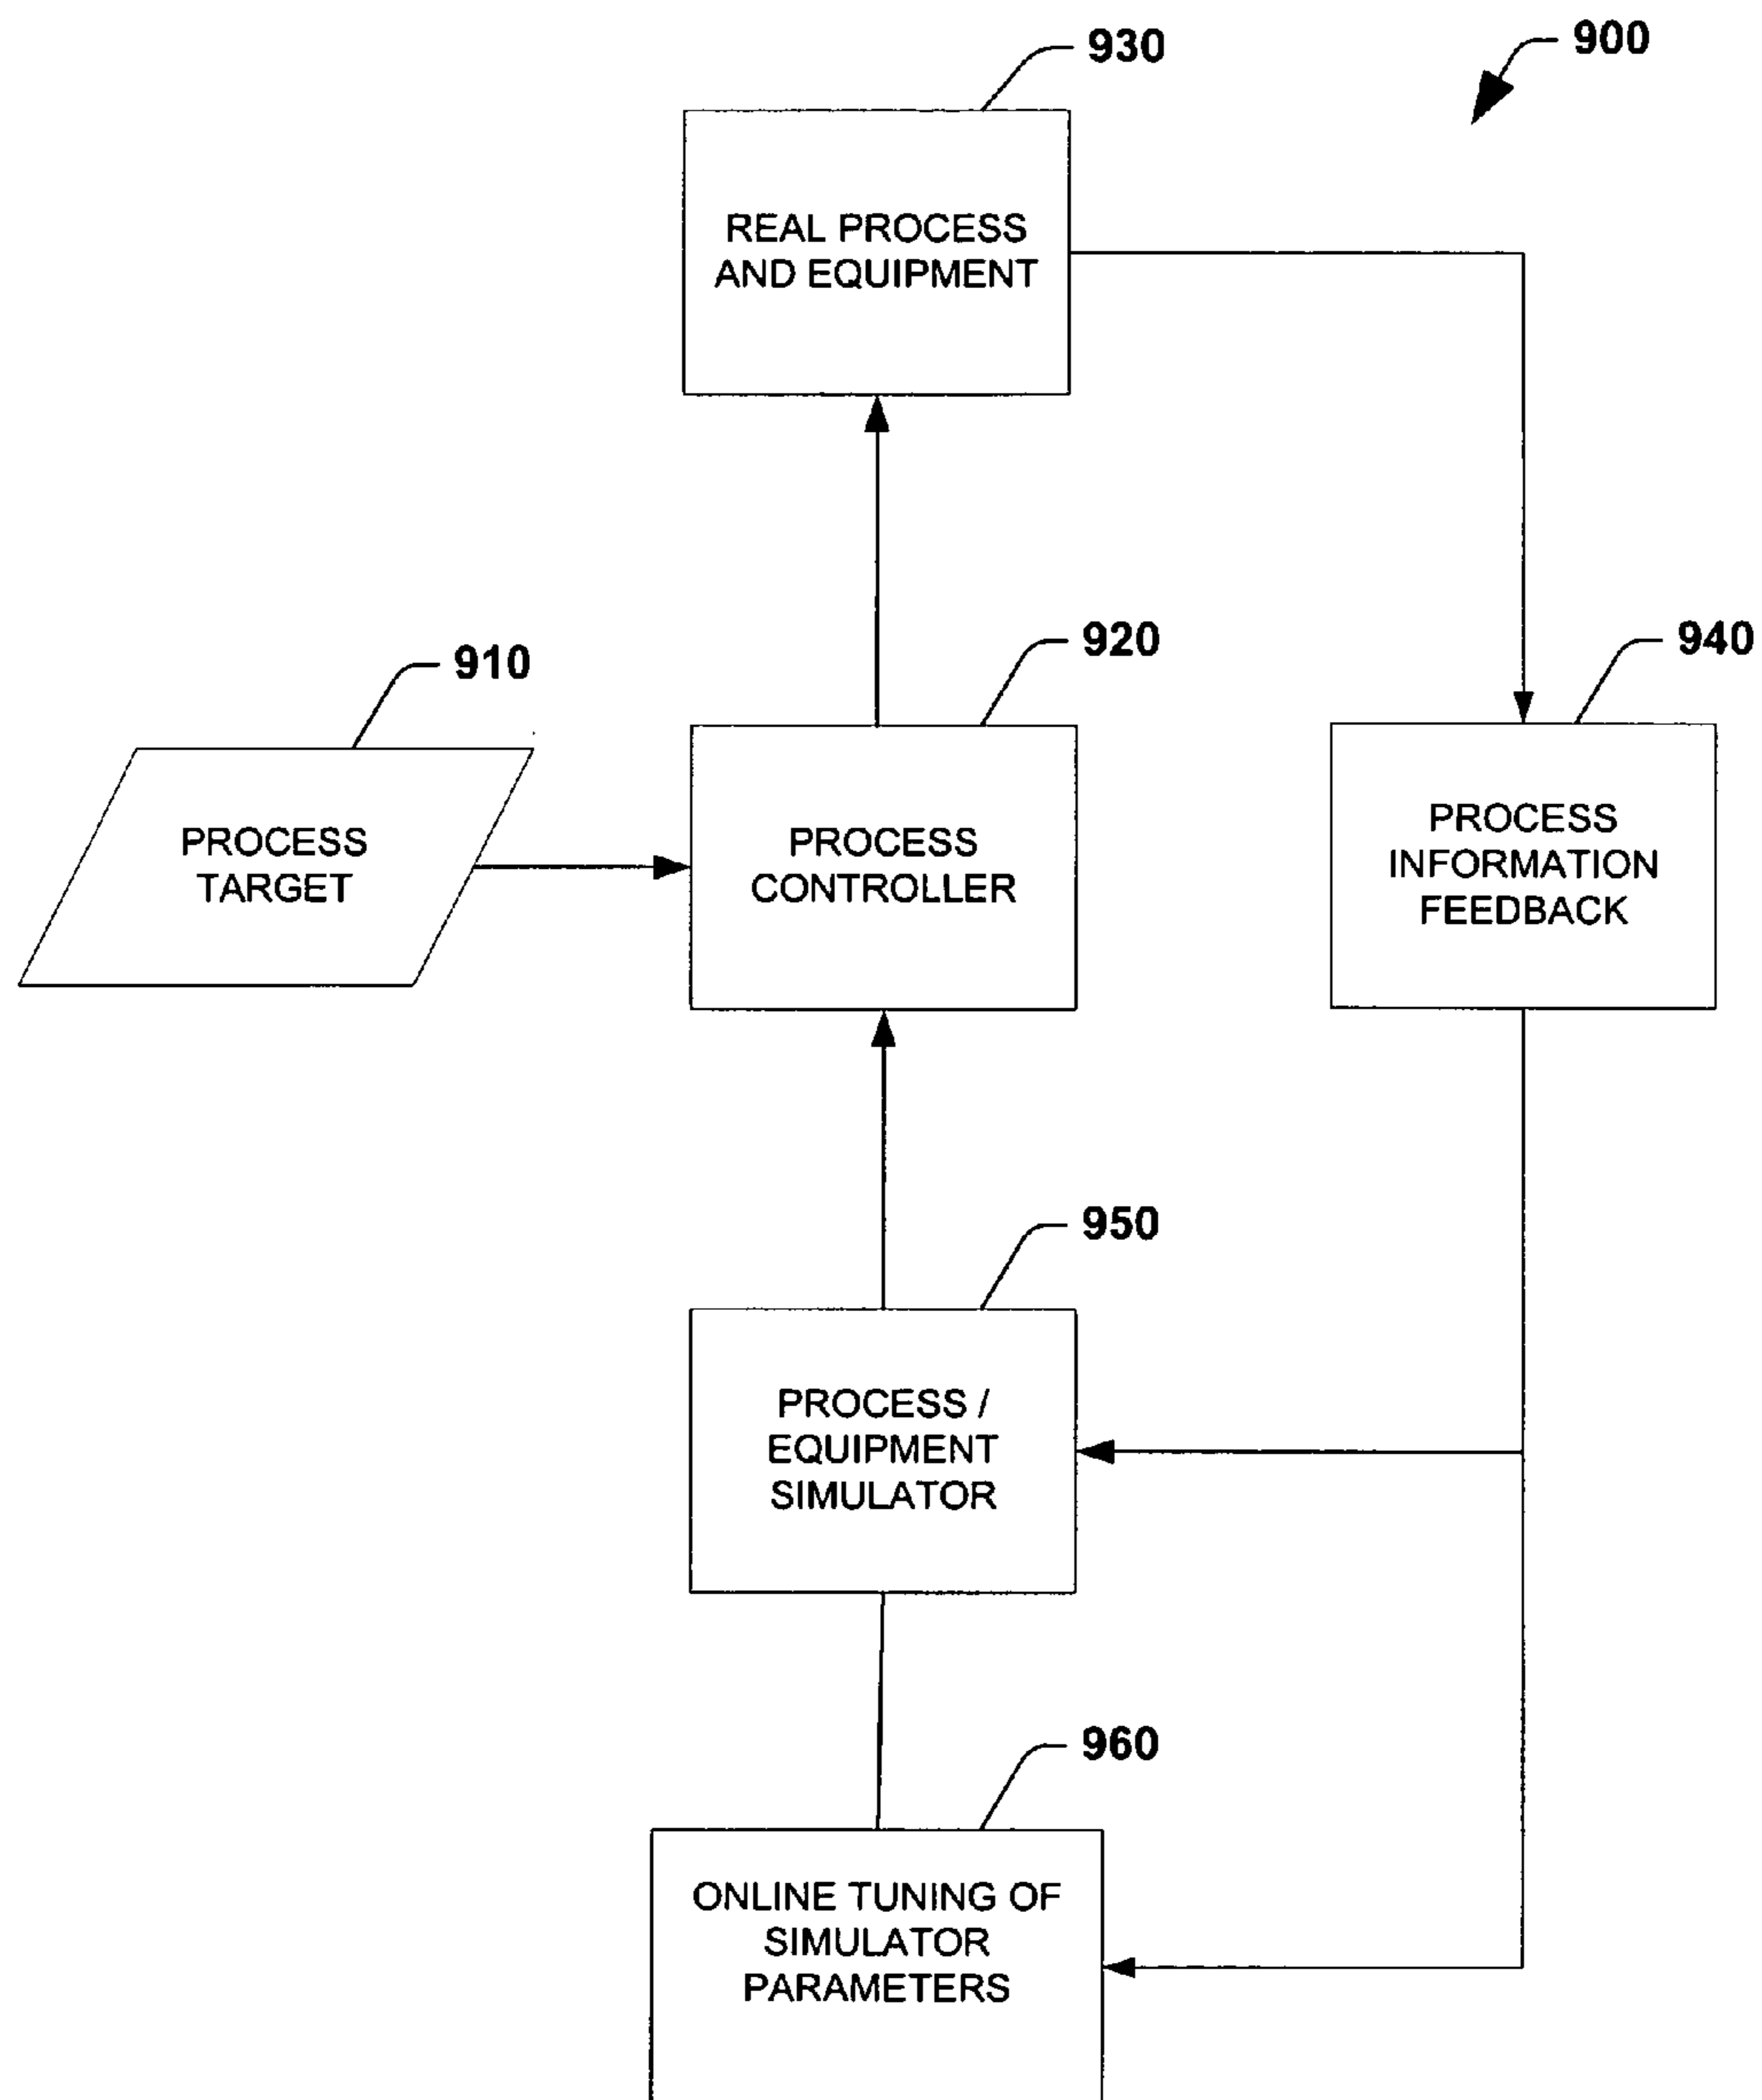 930
900
REAL PROCESS
AND EQUIPMENT
910
920
940
PROCESS
TARGET
PROCESS
CONTROLLER
PROCESS
INFORMATION
FEEDBACK
950
PROCESS /
EQUIPMENT
SIMULATOR
960
ONLINE TUNING OF
SIMULATOR
PARAMETERS